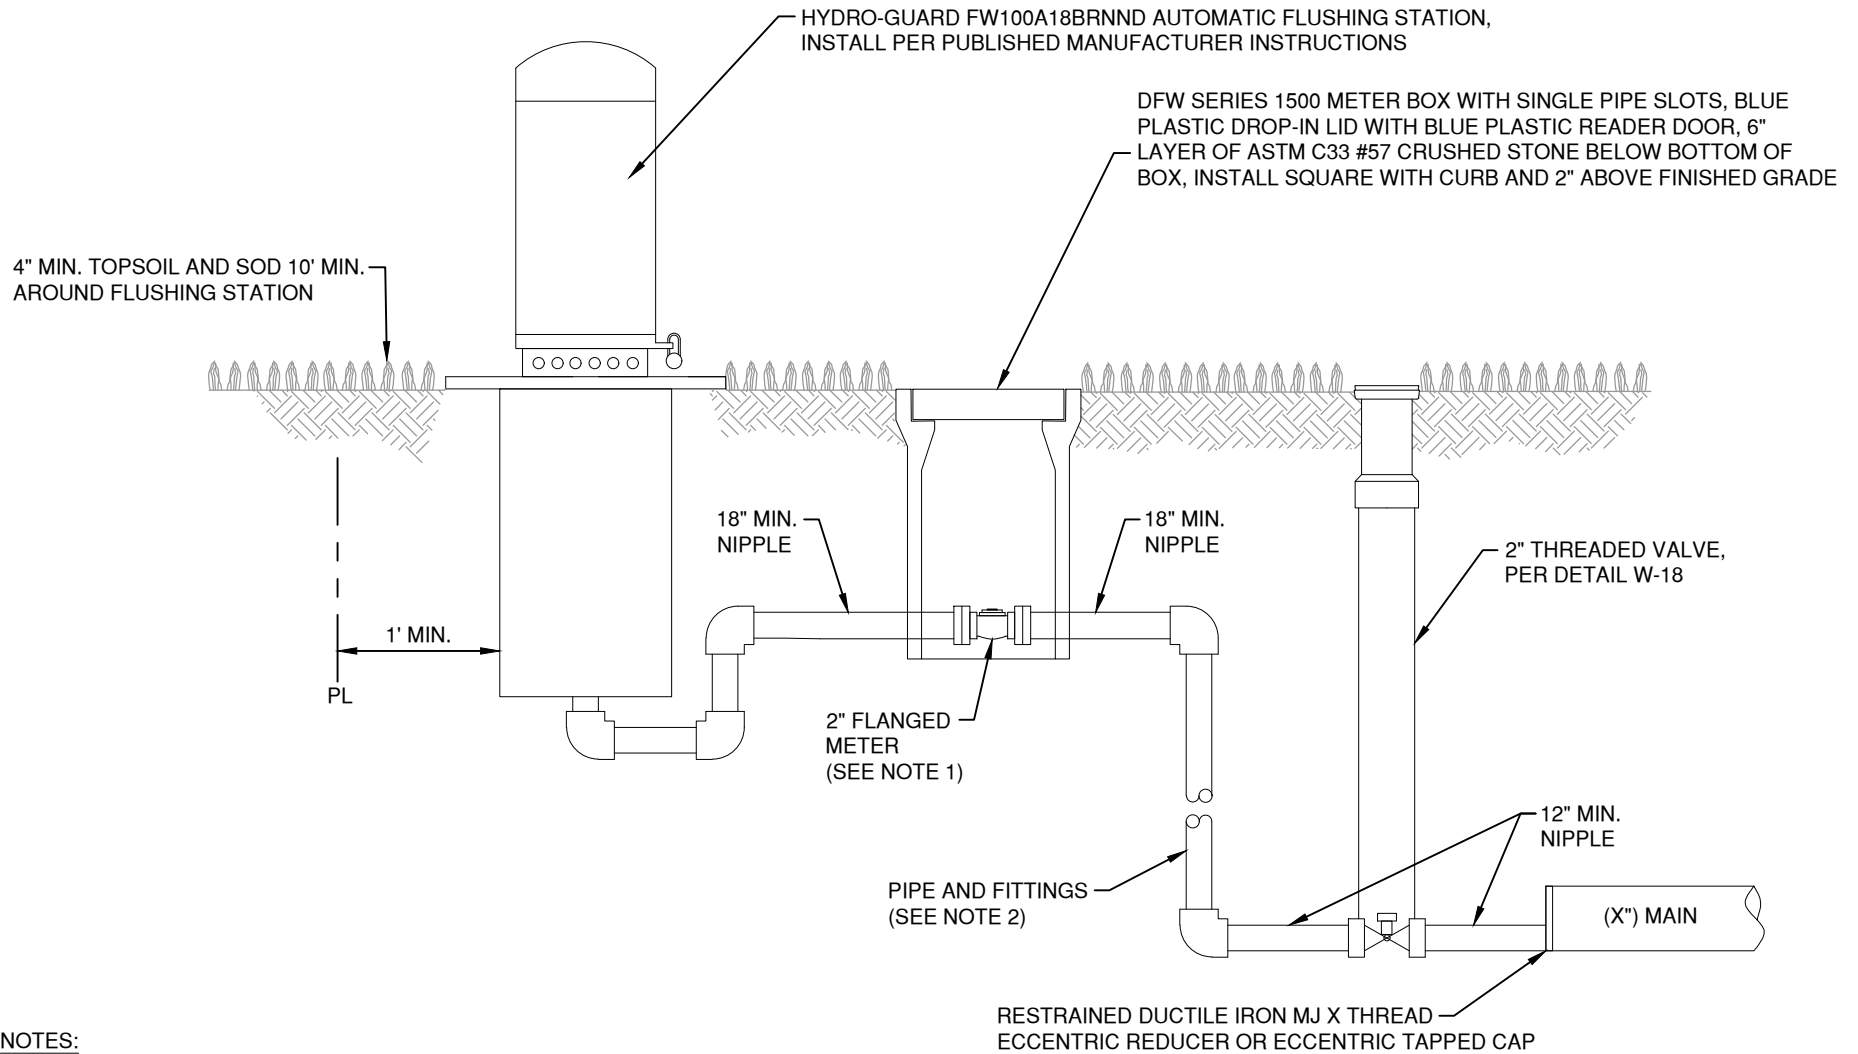 HYDRO-GUARD FW100A18BRNND AUTOMATIC FLUSHING STATION,
INSTALL PER PUBLISHED MANUFACTURER INSTRUCTIONS
DFW SERIES 1500 METER BOX WITH SINGLE PIPE SLOTS, BLUE
PLASTIC DROP-IN LID WITH BLUE PLASTIC READER DOOR, 6"
LAYER OF ASTM C33 #57 CRUSHED STONE BELOW BOTTOM OF
BOX, INSTALL SQUARE WITH CURB AND 2" ABOVE FINISHED GRADE
4" MIN. TOPSOIL AND SOD 10' MIN.
AROUND FLUSHING STATION
18" MIN.
NIPPLE
18" MIN.
NIPPLE
2" THREADED VALVE,
PER DETAIL W-18
1' MIN.
PL
2" FLANGED
METER
(SEE NOTE 1)
12" MIN.
NIPPLE
PIPE AND FITTINGS
(SEE NOTE 2)
(X") MAIN
RESTRAINED DUCTILE IRON MJ X THREAD
ECCENTRIC REDUCER OR ECCENTRIC TAPPED CAP
NOTES: